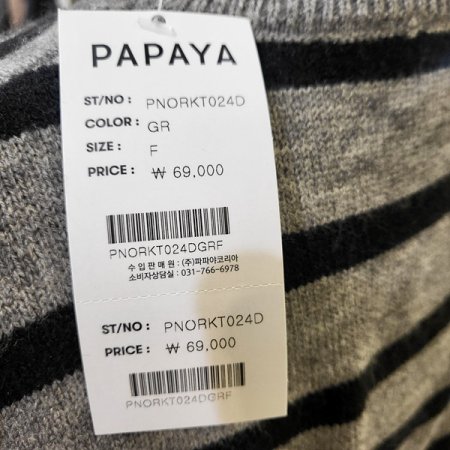 PAPAYA
ST/NO : PNORKT024D
COLOR : GR
SIZE : F
PRICE : ₩ 69,000
PNORKT024DGRF
수 입 판 매 원 : (주)파파야코리아
소비자상담실 : 031-766-6978
ST/NO : PNORKT024D
PRICE : ₩ 69,000
PNORKT024DGRF